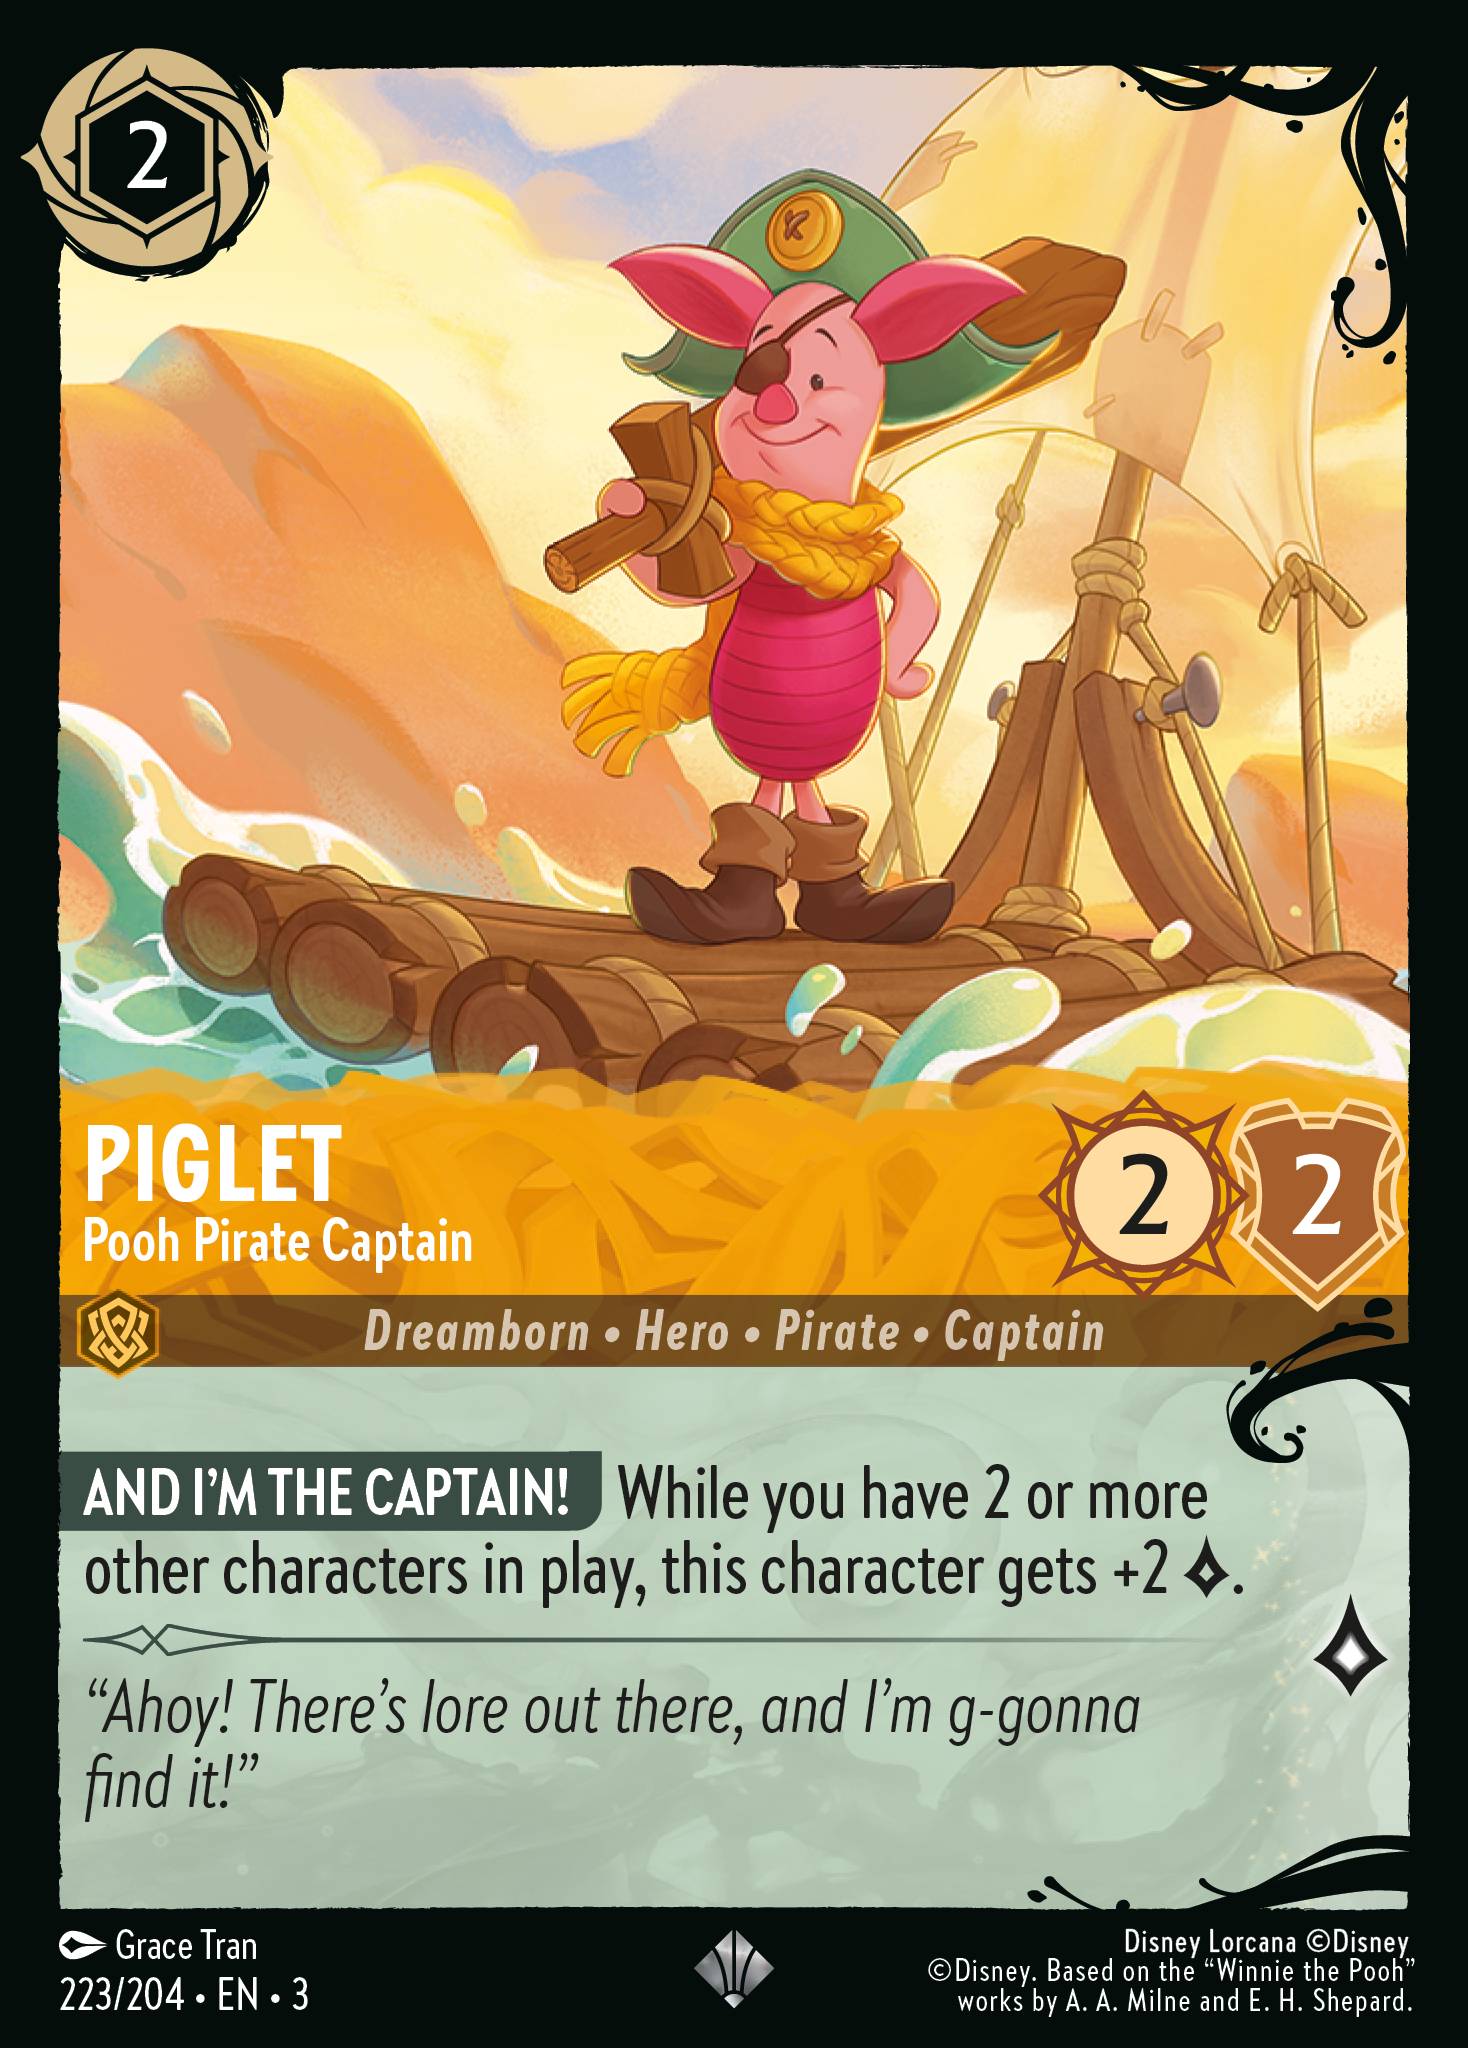 2
PIGLET
Pooh Pirate Captain
2
2
Dreamborn • Hero • Pirate • Captain
AND I'M THE CAPTAIN! While you have 2 or more
other characters in play, this character gets +2 .
“Ahoy! There’s lore out there, and I’m g-gonna
find it!”
Grace Tran
223/204 • EN • 3
Disney Lorcana ©Disney
©Disney. Based on the “Winnie the Pooh”
works by A. A. Milne and E. H. Shepard.